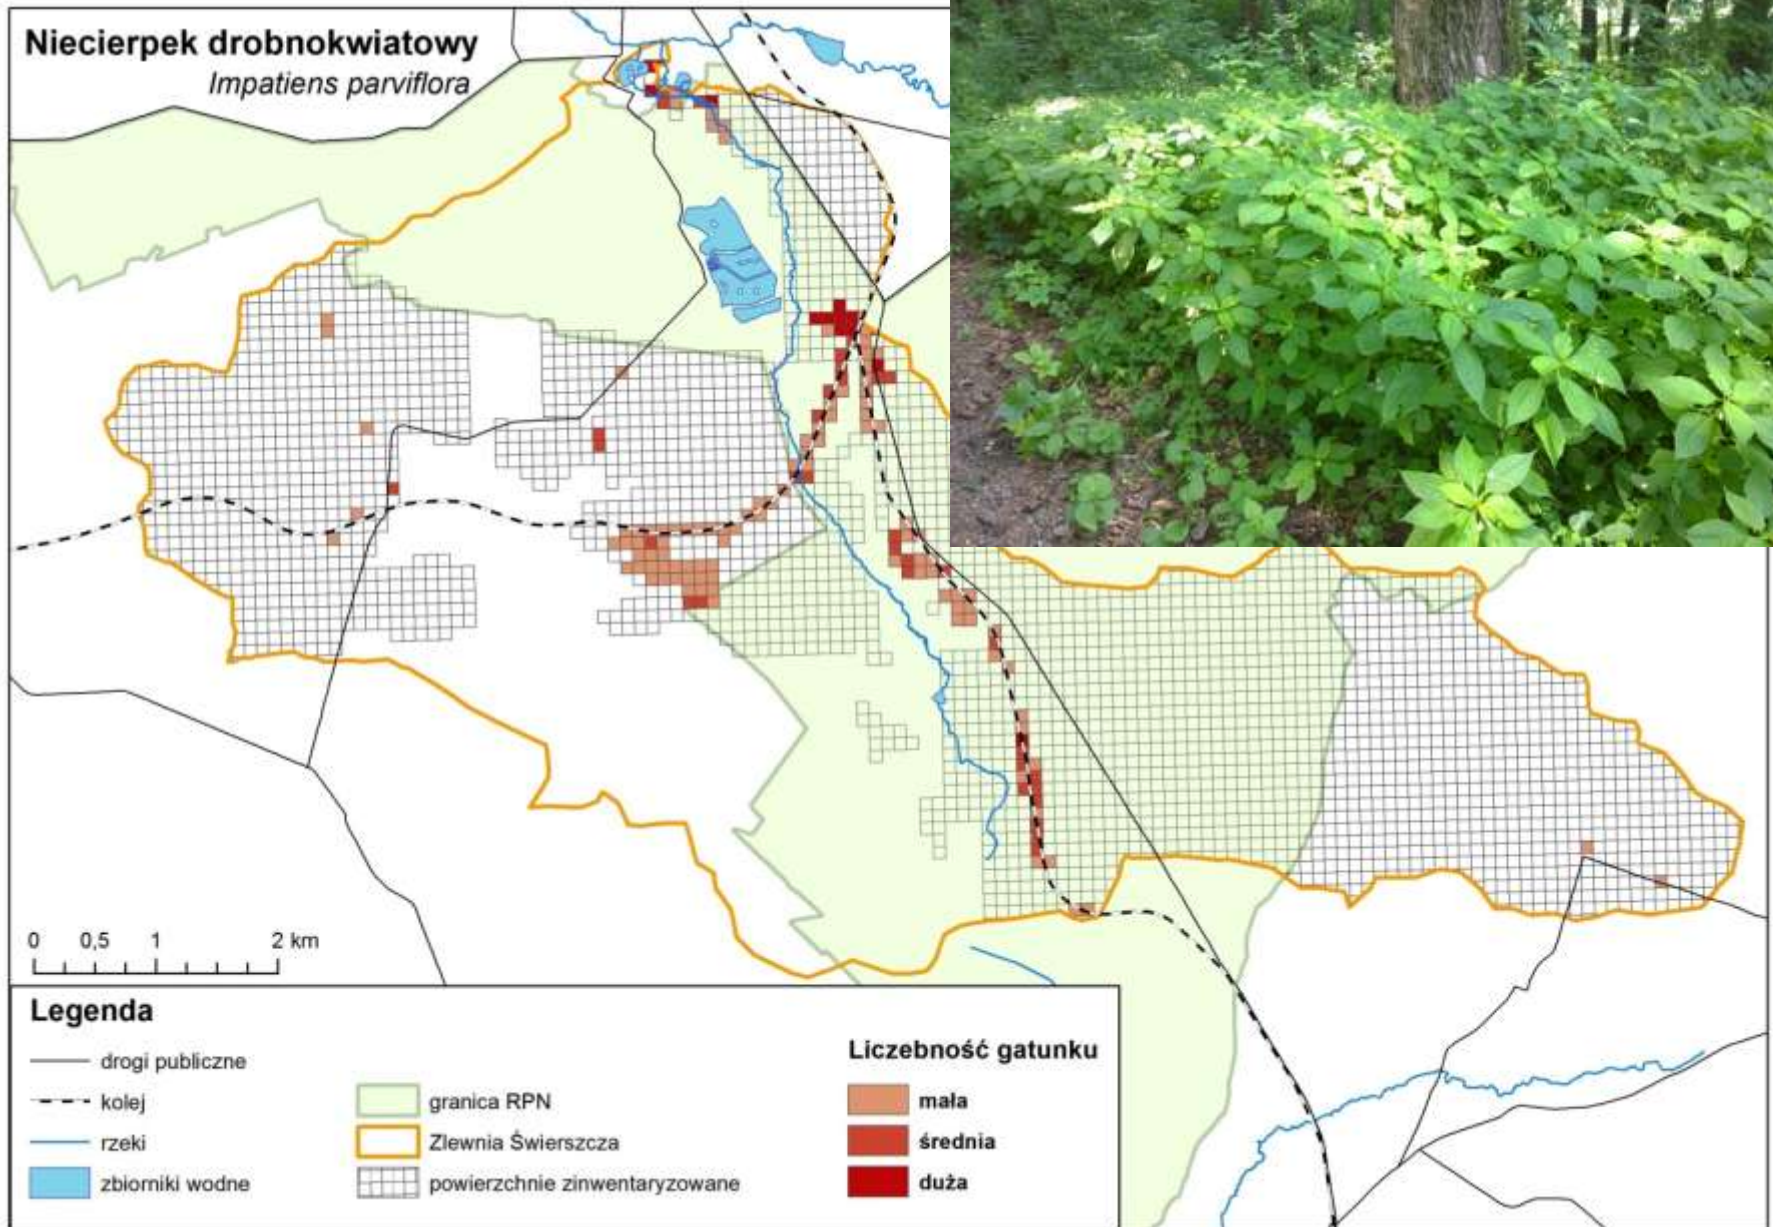 Niecierpek drobnokwiatowy
Impatiens parviflora
0 0,5 1 2 km
Legenda
drogi publiczne
kolej
rzeki
zbiorniki wodne
granica RPN
Zlewnia Świerszcza
powierzchnie zinwentaryzowane
Liczebność gatunku
mała
średnia
duża